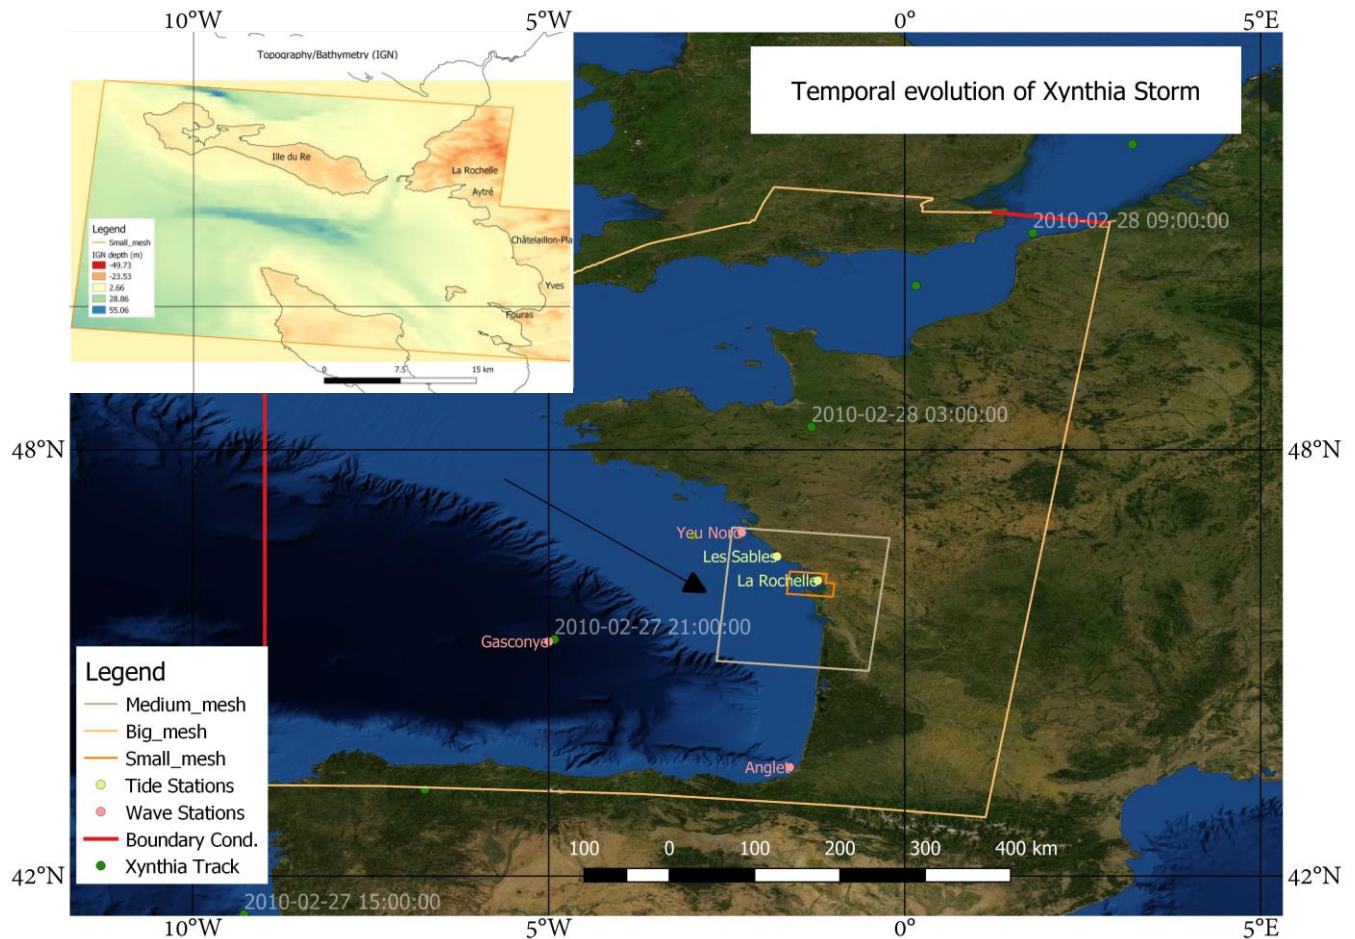 10°W
5°W
0°
5°E
Topography/Bathymetry (IGN)
Temporal evolution of Xynthia Storm
Ille du Re
La Rochelle
Aytré
Châtelaillon-Pla
Yves
Fouras
Legend
Small_mesh
IGN depth (m)
-49.73
-23.53
2.66
28.86
55.06
0
7.5
15 km
2010-02-28 09:00:00
2010-02-28 03:00:00
48°N
48°N
Yeu Nord
Les Sables
La Rochelle
2010-02-27 21:00:00
Gasconye
Anglet
Legend
Medium_mesh
Big_mesh
Small_mesh
Tide Stations
Wave Stations
Boundary Cond.
Xynthia Track
100 0 100 200 300 400 km
42°N
42°N
2010-02-27 15:00:00
10°W
5°W
0°
5°E